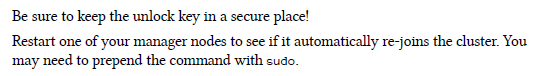 Be sure to keep the unlock key in a secure place!
Restart one of your manager nodes to see if it automatically re-joins the cluster. You
may need to prepend the command with sudo.